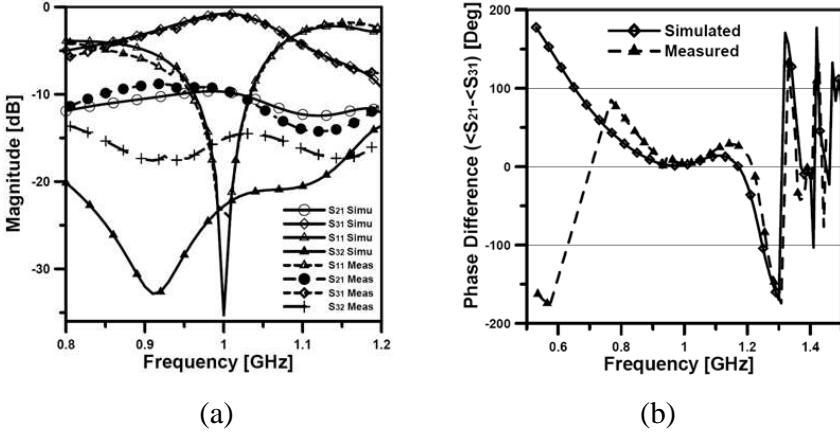 0
-10
-20
-30
Magnitude [dB]
S21 Simu
S31 Simu
S11 Simu
S32 Simu
S11 Meas
S21 Meas
S31 Meas
S32 Meas
0.8 0.9 1 1.1 1.2
Frequency [GHz]
(a)
200
100
0
-100
-200
Phase Difference (<S21-<S31) [Deg]
Simulated
Measured
0.6 0.8 1 1.2 1.4
Frequency [GHz]
(b)